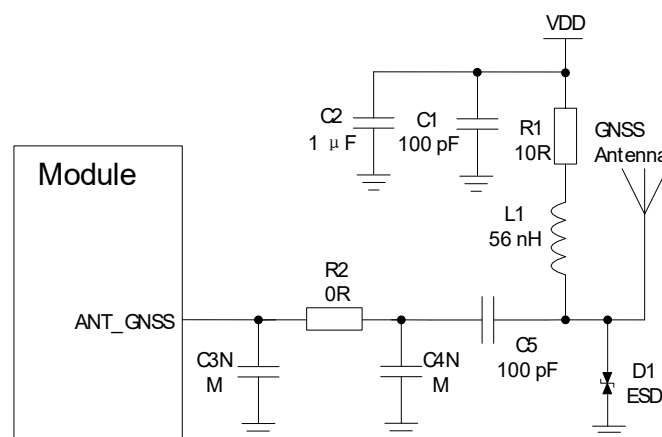 VDD
C2
1 μF
C1
100 pF
R1
10R
GNSS
Antenna
Module
L1
56 nH
R2
0R
ANT_GNSS
C3N
M
C4N
M
C5
100 pF
D1
ESD